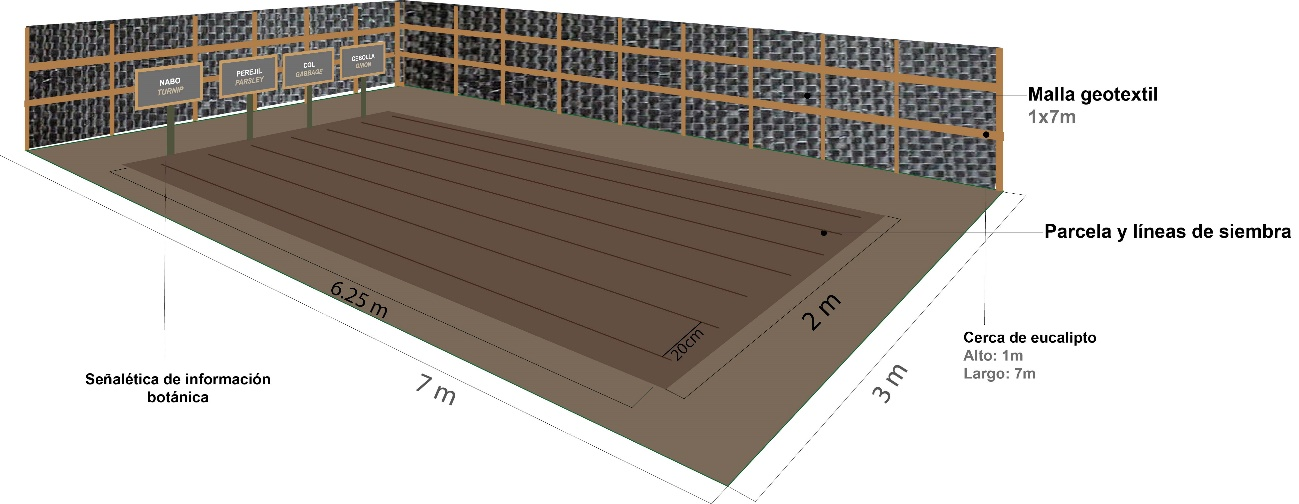 NABO
TURNIP
PEREJIL
PARSLEY
COL
GABBAGE
CEBOLLA
ONION
Malla geotextil
1x7m
Parcela y líneas de siembra
6.25 m
2 m
20cm
Cerca de eucalipto
Alto: 1m
Largo: 7m
Señalética de información
botánica
7 m
3 m